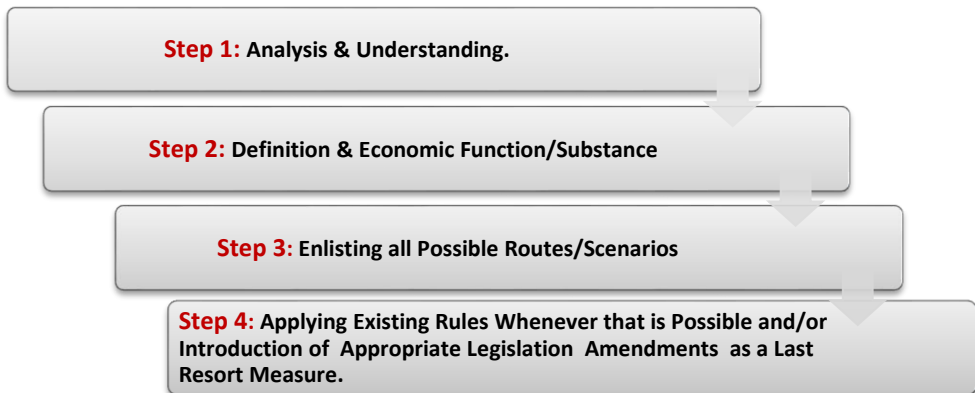 Step 1: Analysis & Understanding.
Step 2: Definition & Economic Function/Substance
Step 3: Enlisting all Possible Routes/Scenarios
Step 4: Applying Existing Rules Whenever that is Possible and/or
Introduction of Appropriate Legislation Amendments as a Last
Resort Measure.